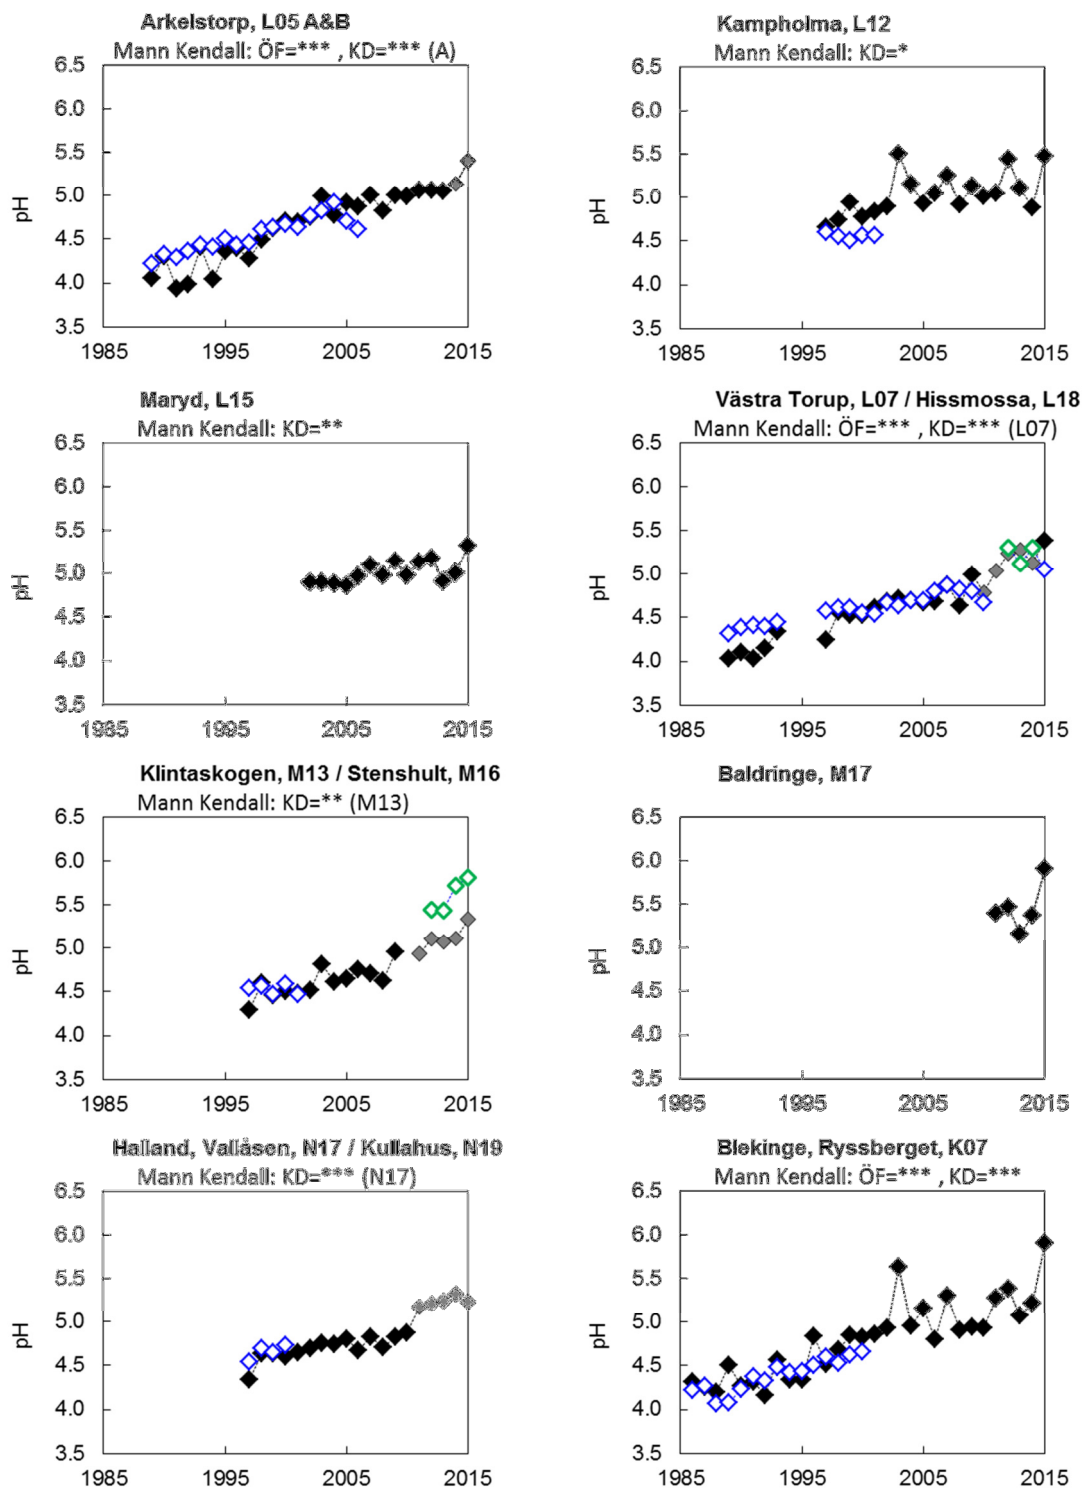 Arkelstorp, L05 A&B
Mann Kendall: ÖF=*** , KD=*** (A)
6.5
6.0
5.5
5.0
4.5
4.0
3.5
pH
1985 1995 2005 2015
Kampholma, L12
Mann Kendall: KD=*
6.5
6.0
5.5
5.0
4.5
4.0
3.5
pH
1985 1995 2005 2015
Maryd, L15
Mann Kendall: KD=**
6.5
6.0
5.5
5.0
4.5
4.0
3.5
pH
1985 1995 2005 2015
Västra Torup, L07 / Hissmossa, L18
Mann Kendall: ÖF=*** , KD=*** (L07)
6.5
6.0
5.5
5.0
4.5
4.0
3.5
pH
1985 1995 2005 2015
Klintaskogen, M13 / Stenshult, M16
Mann Kendall: KD=** (M13)
6.5
6.0
5.5
5.0
4.5
4.0
3.5
pH
1985 1995 2005 2015
Baldringe, M17
6.5
6.0
5.5
5.0
4.5
4.0
3.5
pH
1985 1995 2005 2015
Halland, Vallåsen, N17 / Kullahus, N19
Mann Kendall: KD=*** (N17)
6.5
6.0
5.5
5.0
4.5
4.0
3.5
pH
1985 1995 2005 2015
Blekinge, Ryssberget, K07
Mann Kendall: ÖF=*** , KD=***
6.5
6.0
5.5
5.0
4.5
4.0
3.5
pH
1985 1995 2005 2015